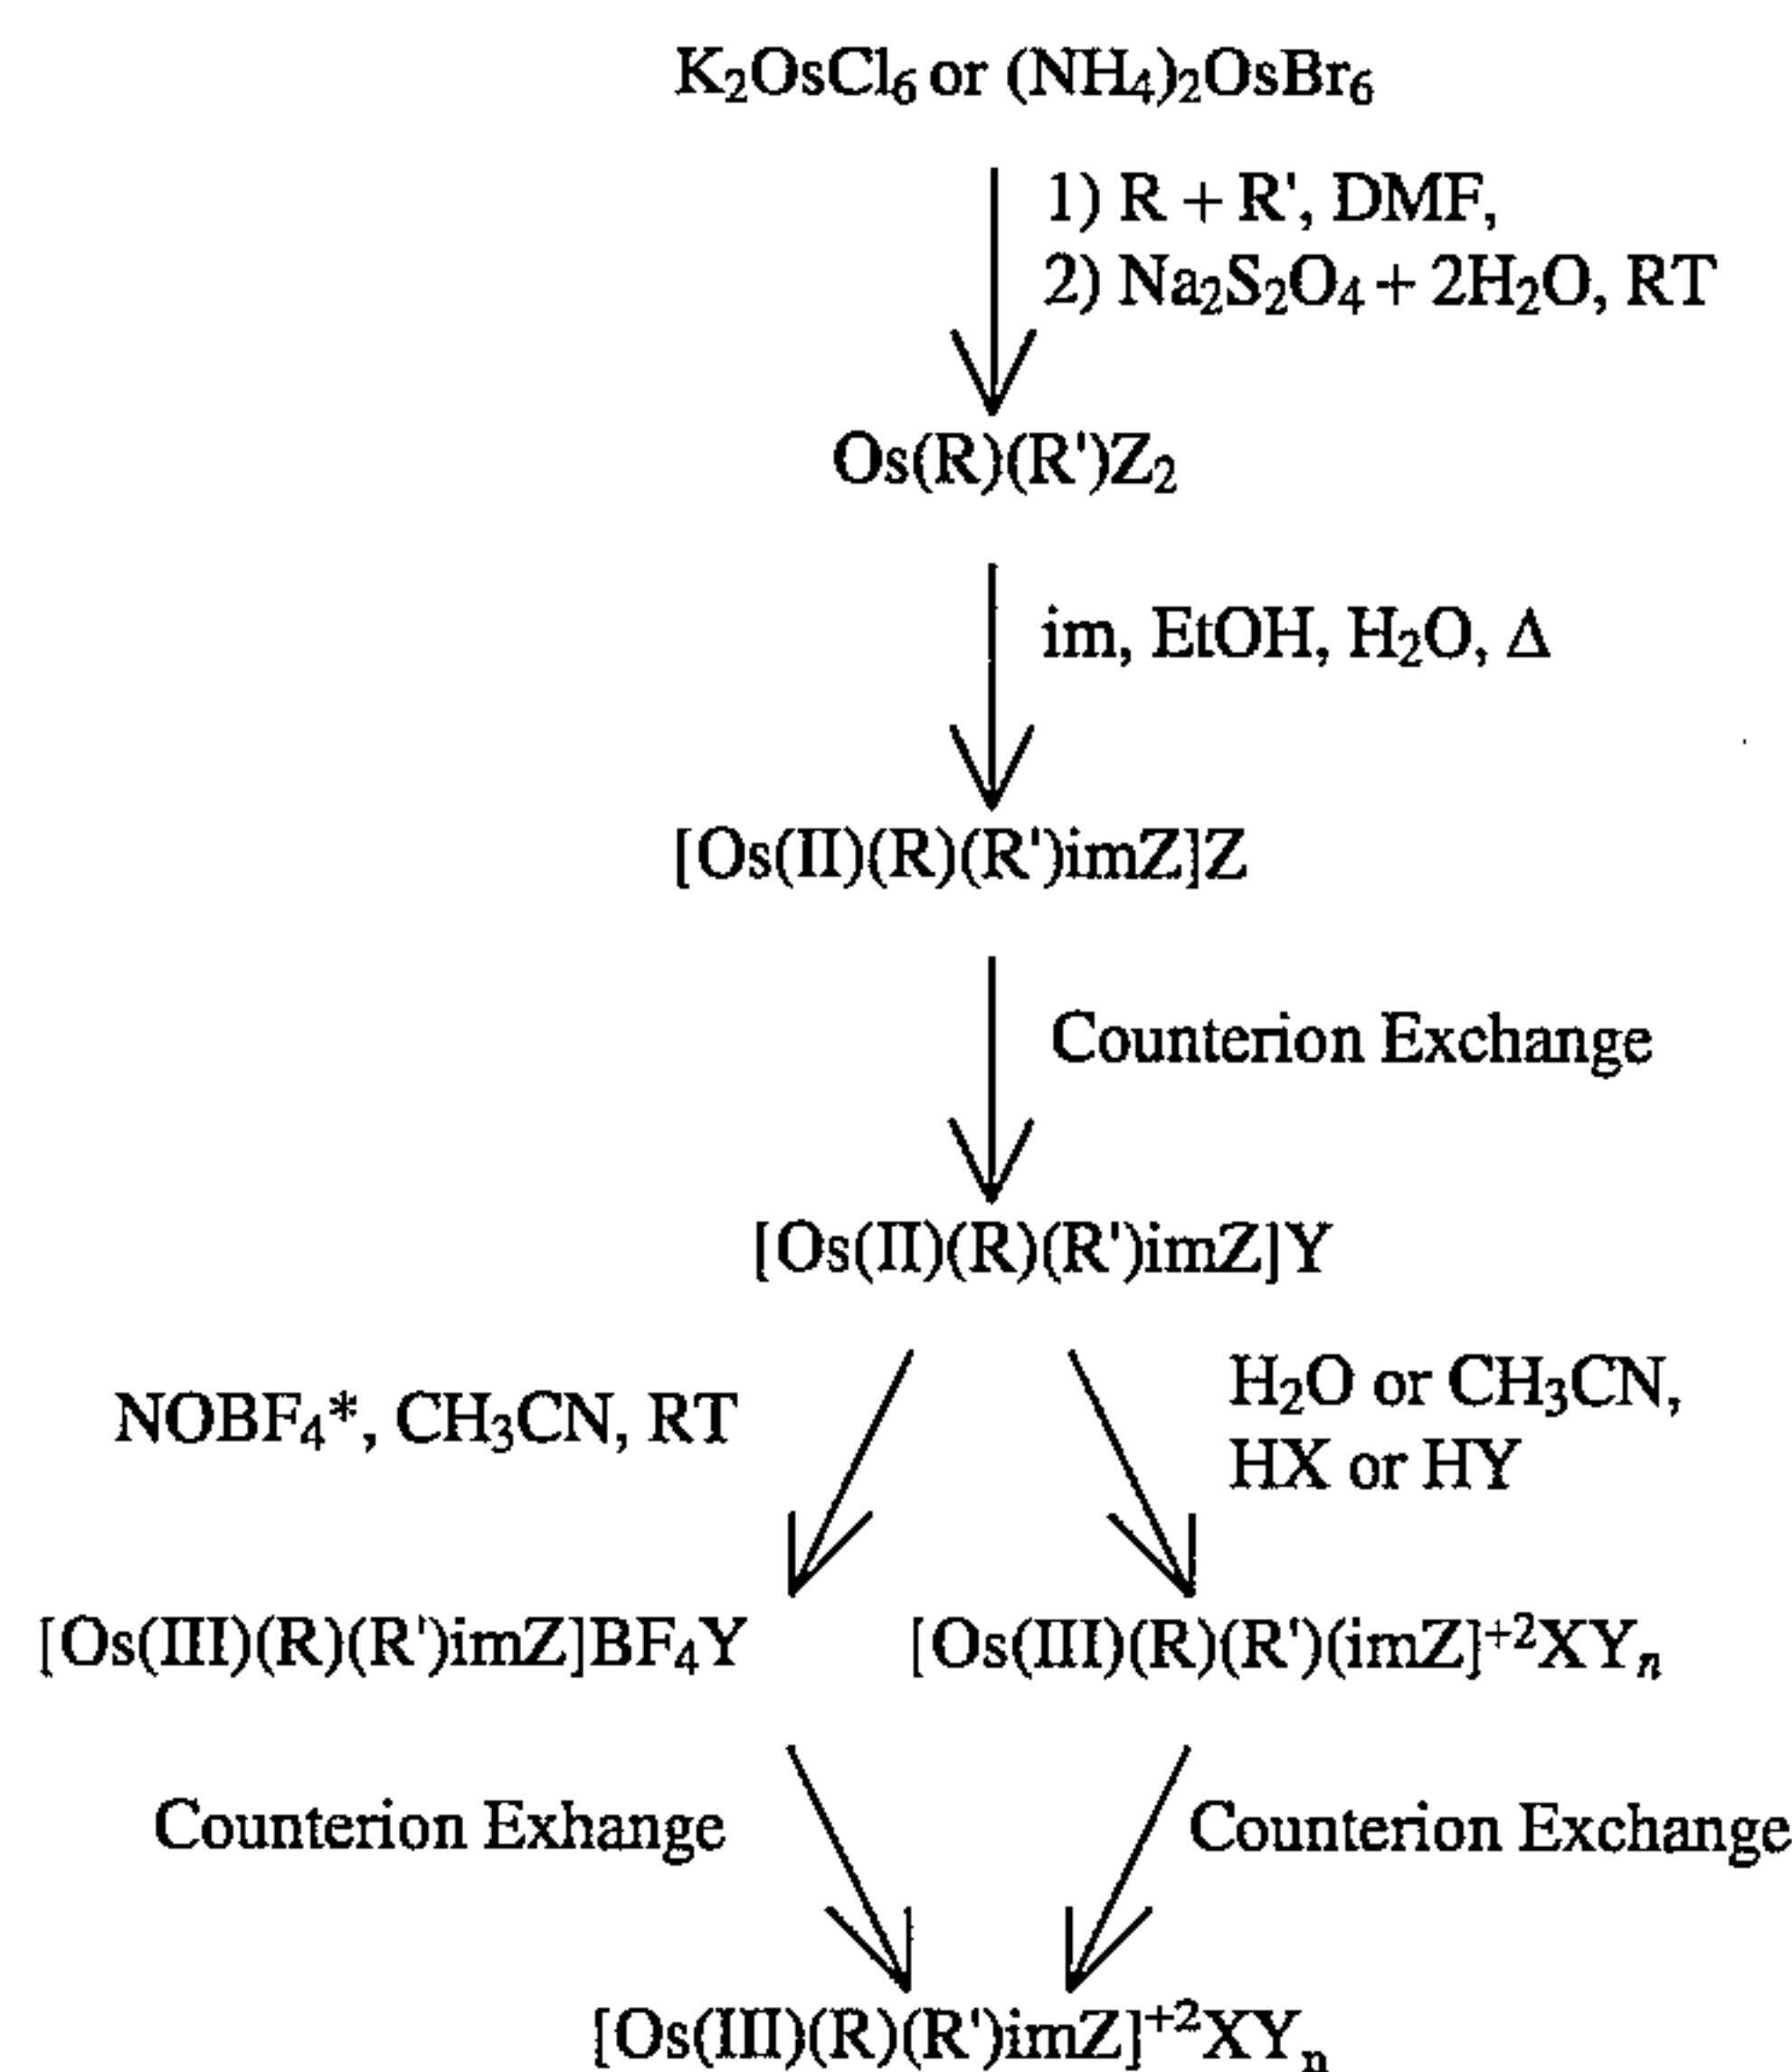 K₂OsCl₆ or (NH₄)₂OsBr₆
1) R + R', DMF,
2) Na₂S₂O₄ + 2H₂O, RT
Os(R)(R')Z₂
im, EtOH, H₂O, Δ
[Os(II)(R)(R')imZ]Z
Counterion Exchange
[Os(II)(R)(R')imZ]Y
NOBF₄*, CH₃CN, RT
H₂O or CH₃CN,
HX or HY
[Os(III)(R)(R')imZ]BF₄Y
[Os(III)(R)(R')(imZ]⁺²XYₙ
Counterion Exhange
Counterion Exchange
[Os(III)(R)(R')imZ]⁺²XYₙ